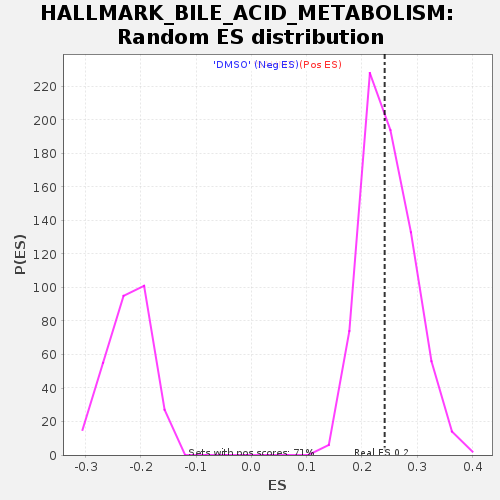 HALLMARK_BILE_ACID_METABOLISM:
Random ES distribution
'DMSO' (Neg ES)(Pos ES)
P(ES)
220
200
180
160
140
120
100
80
60
40
20
0
Sets with pos scores: 71%
Real ES 0.2
-0.3 -0.2 -0.1 0.0 0.1 0.2 0.3 0.4
ES